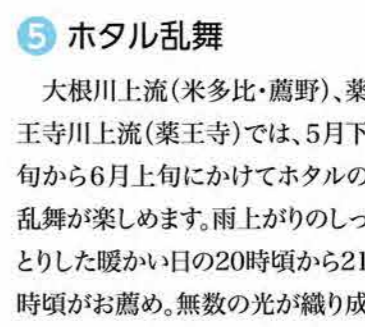 5 ホタル乱舞
大根川上流(米多比・薦野)、薬
王寺川上流(薬王寺)では、5月下
旬から6月上旬にかけてホタルの
乱舞が楽しめます。雨上がりのしっ
とりした暖かい日の20時頃から21
時頃がお薦め。無数の光が織り成